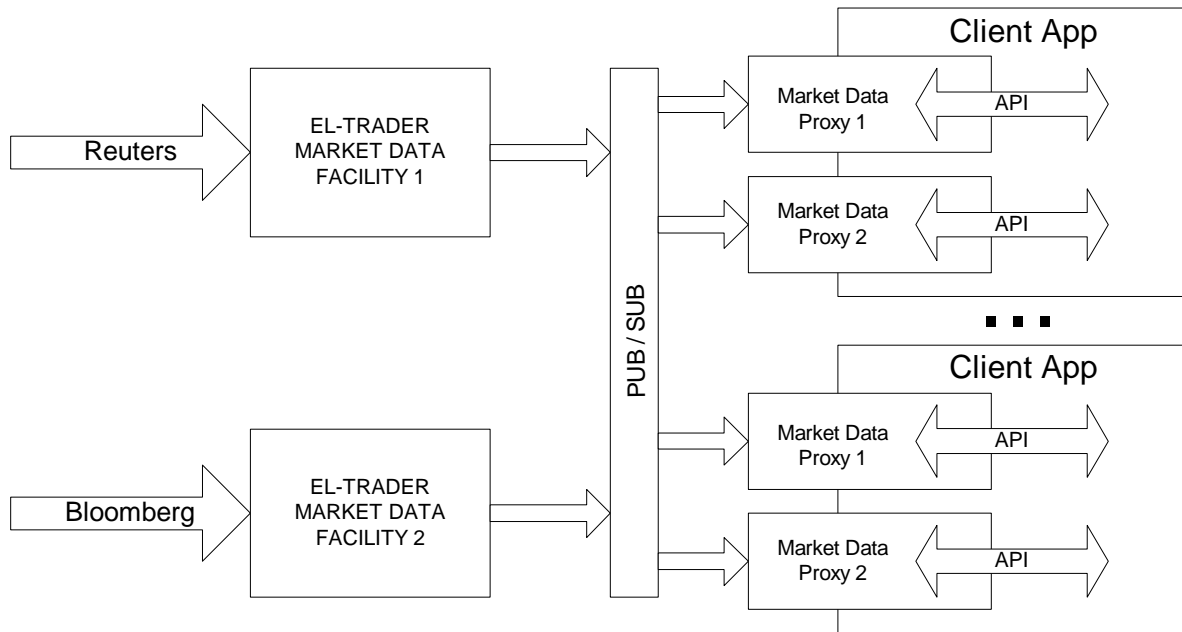 Client App
Market Data
Proxy 1
API
EL-TRADER
MARKET DATA
FACILITY 1
Reuters
Market Data
Proxy 2
API
PUB / SUB
Client App
Market Data
Proxy 1
API
EL-TRADER
MARKET DATA
FACILITY 2
Bloomberg
Market Data
Proxy 2
API